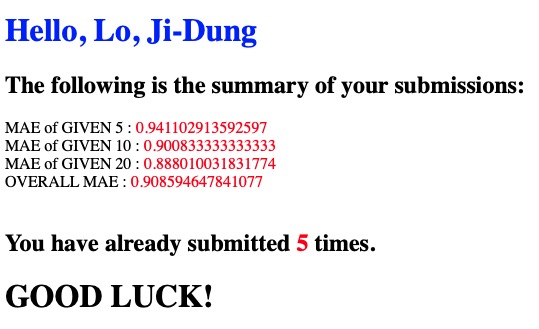 Hello, Lo, Ji-Dung
The following is the summary of your submissions:
MAE of GIVEN 5 : 0.941102913592597
MAE of GIVEN 10 : 0.900833333333333
MAE of GIVEN 20 : 0.888010031831774
OVERALL MAE : 0.908594647841077
You have already submitted 5 times.
GOOD LUCK!